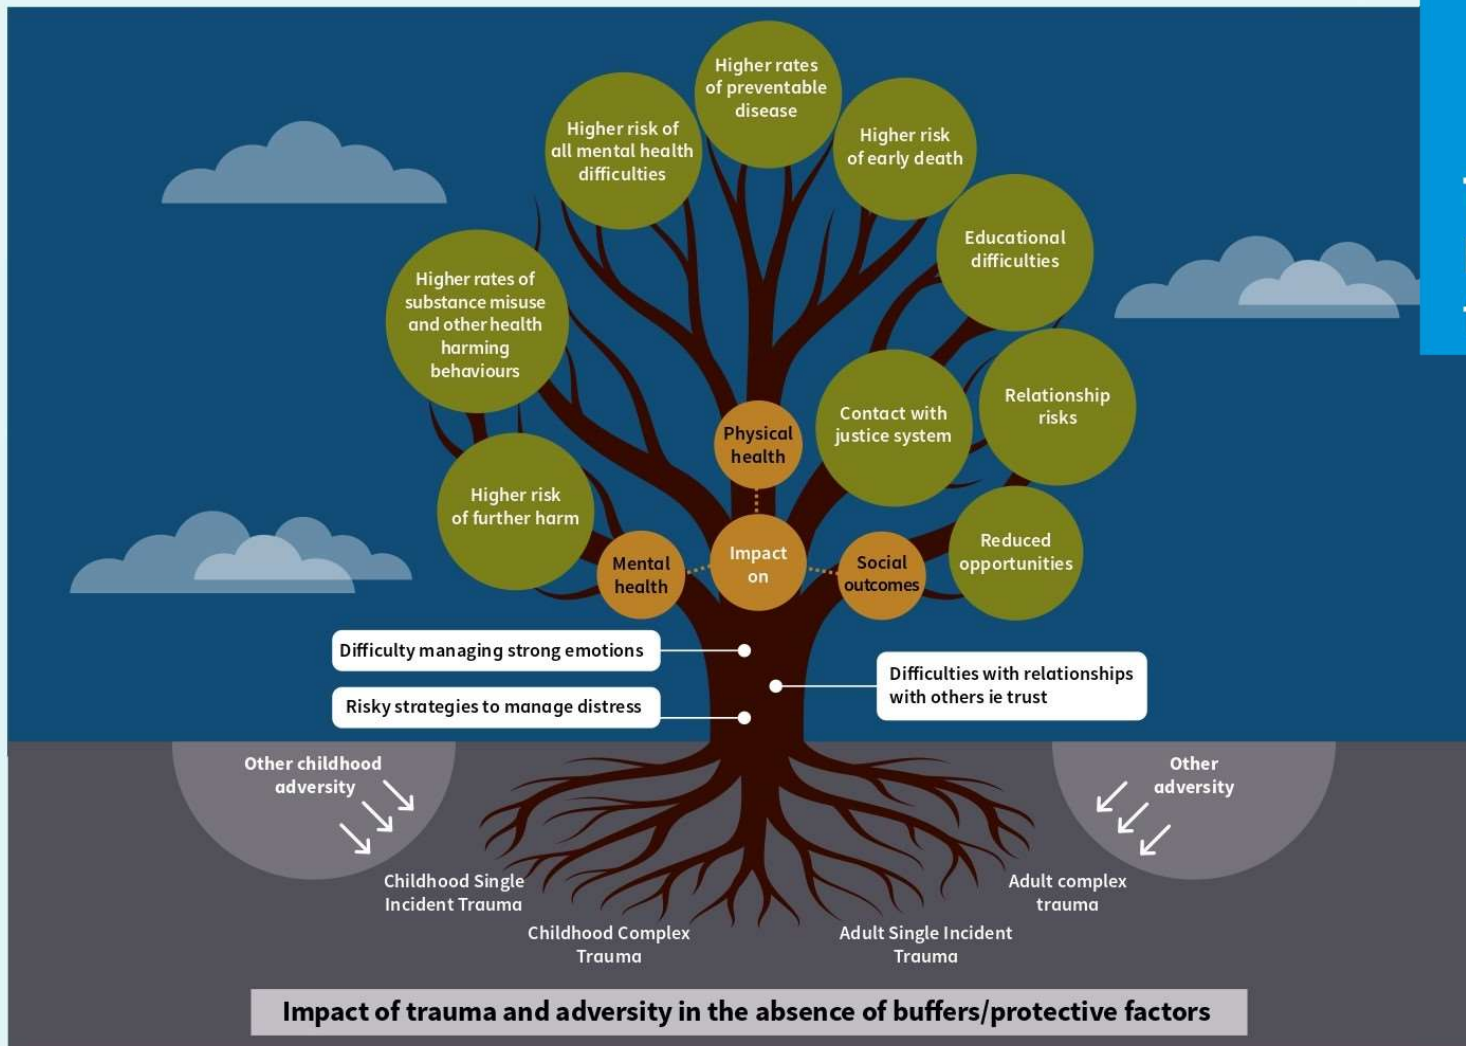 Higher rates
of preventable
disease
Higher risk of
all mental health
difficulties
Higher risk
of early death
Educational
difficulties
Higher rates of
substance misuse
and other health
harming
behaviours
Relationship
risks
Contact with
justice system
Physical
health
Higher risk
of further harm
Reduced
opportunities
Impact
on
Mental
health
Social
outcomes
Difficulty managing strong emotions
Risky strategies to manage distress
Difficulties with relationships
with others ie trust
Other childhood
adversity
Other
adversity
Childhood Single
Incident Trauma
Adult complex
trauma
Childhood Complex
Trauma
Adult Single Incident
Trauma
Impact of trauma and adversity in the absence of buffers/protective factors